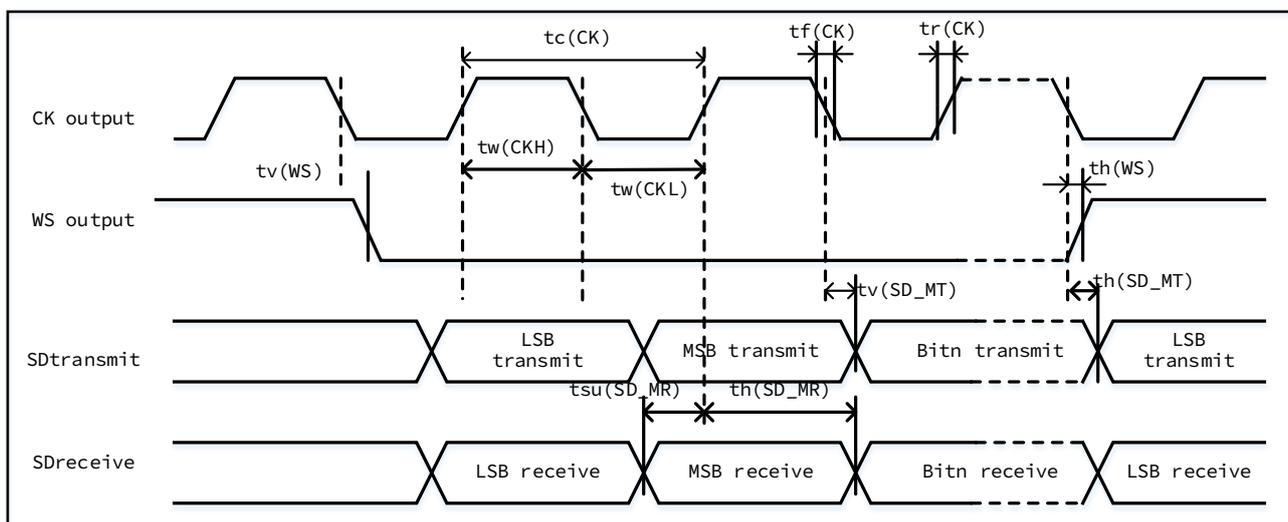 tc(CK)
tf(CK)
tr(CK)
CK output
tw(CKH)
tv(WS)
tw(CKL)
th(WS)
WS output
tv(SD_MT)
th(SD_MT)
SDtransmit
LSB
transmit
MSB transmit
Bitn transmit
LSB
transmit
tsu(SD_MR)
th(SD_MR)
SDreceive
LSB receive
MSB receive
Bitn receive
LSB receive